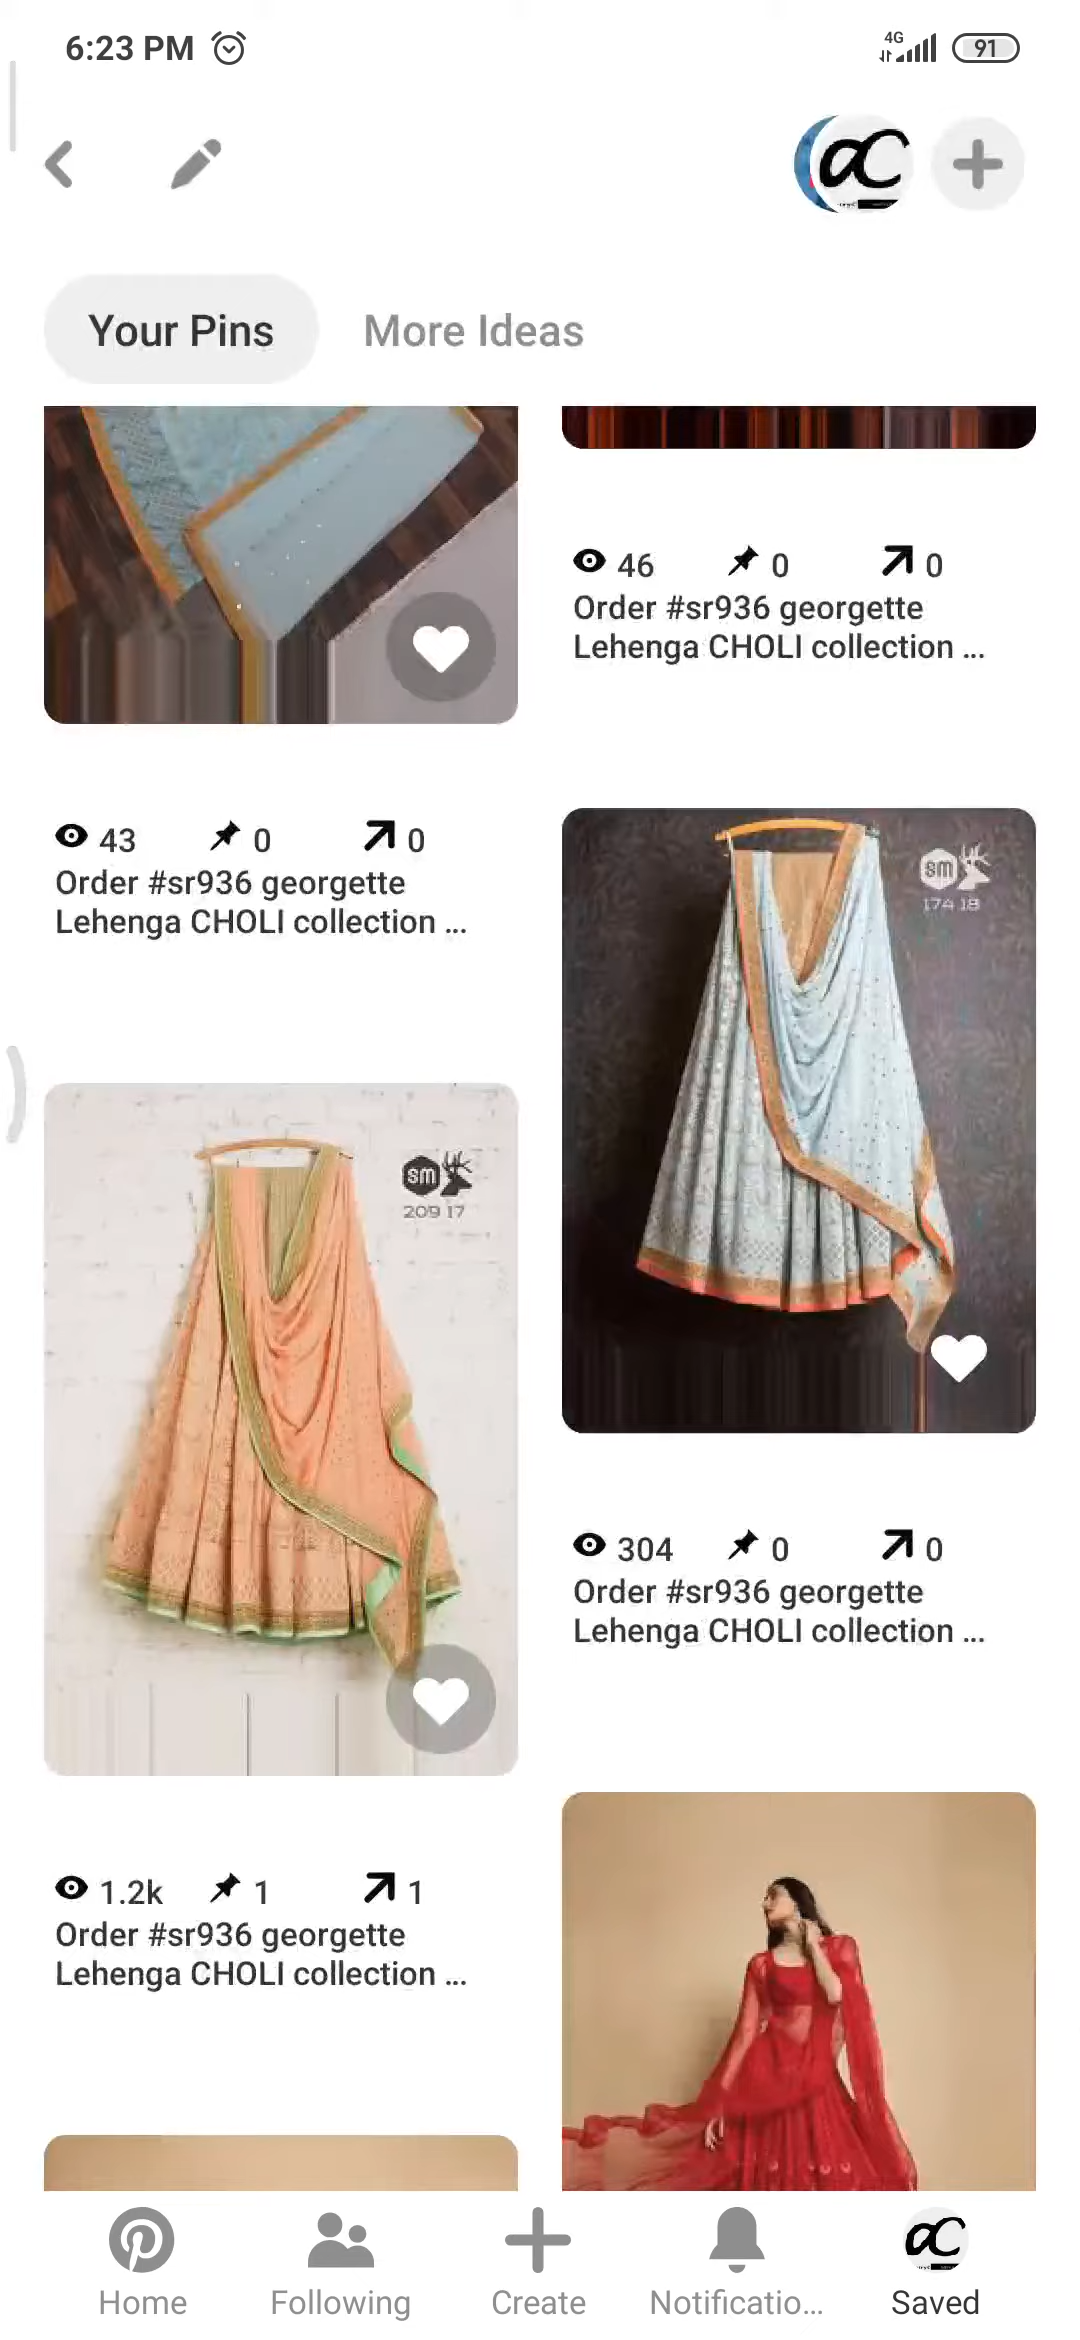 6:23 PM
4G
91
aC
Your Pins
More Ideas
46 0 0
Order #sr936 georgette
Lehenga CHOLI collection ...
43 0 0
Order #sr936 georgette
Lehenga CHOLI collection ...
sm
174 18
sm
209 17
304 0 0
Order #sr936 georgette
Lehenga CHOLI collection ...
1.2k 1 1
Order #sr936 georgette
Lehenga CHOLI collection ...
Home
Following
Create
Notificatio...
aC
Saved